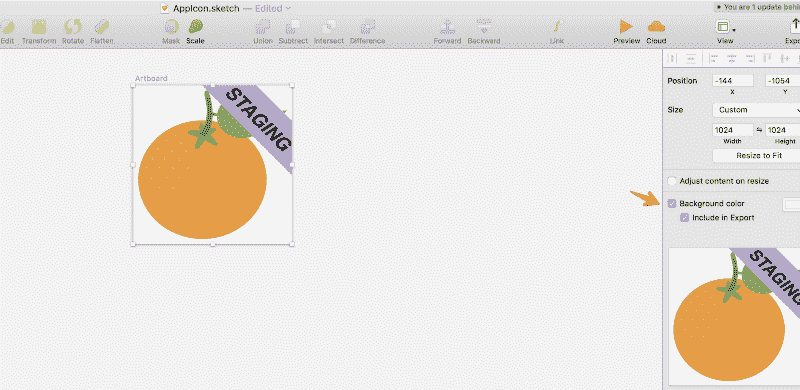 AppIcon.sketch — Edited
You are 1 update behin
Edit Transform Rotate Flatten Mask Scale Union Subtract Intersect Difference Forward Backward Link Preview Cloud View Expo
Artboard
STAGING
Position -144 -1054
X Y
Size Custom
1024 1024
Width Height
Resize to Fit
Adjust content on resize
Background color
Include in Export
STAGING